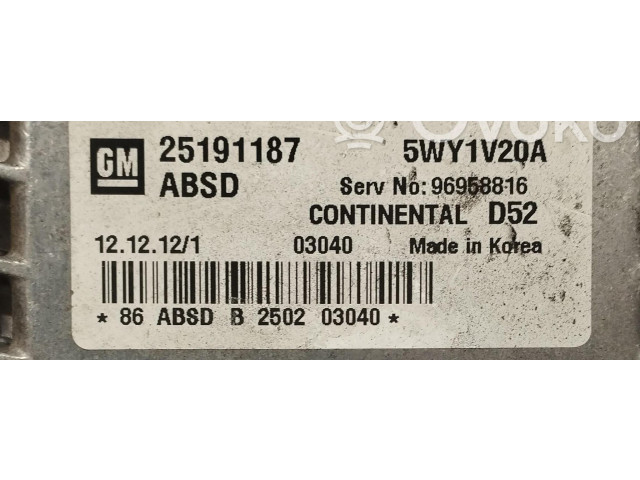 OVOKO
GM 25191187 5WY1V20A
ABSD Serv No: 96958816
CONTINENTAL D52
12.12.12/1 03040 Made in Korea
* 86 ABSD B 2502 03040 *